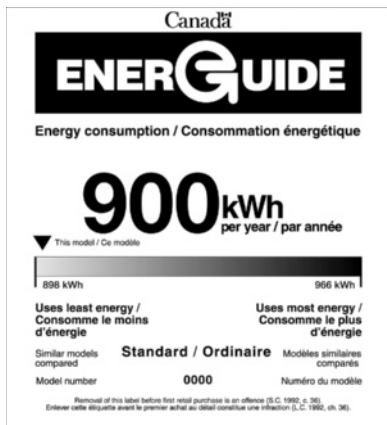 Canada
ENERGUIDE
Energy consumption / Consommation énergétique
900 kWh
per year / par année
This model / Ce modèle
898 kWh 966 kWh
Uses least energy / Uses most energy /
Consomme le moins Consomme le plus
d'énergie d'énergie
Similar models Standard / Ordinaire Modèles similaires
compared comparés
Model number 0000 Numéro du modèle
Removal of this label before first retail purchase is an offence (S.C. 1992, c. 36).
Enlever cette étiquette avant le premier achat au détail constitue une infraction (L.C. 1992, ch. 36).